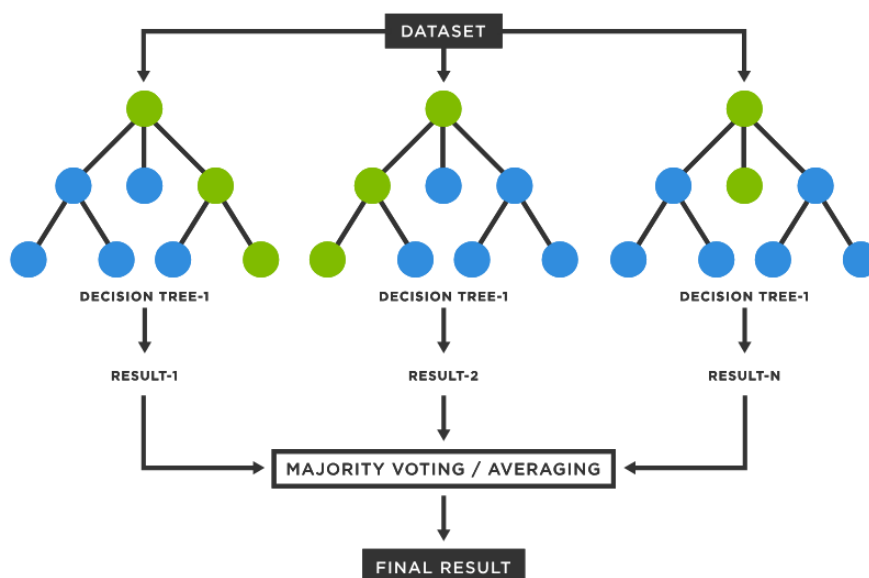 DATASET
DECISION TREE-1
DECISION TREE-1
DECISION TREE-1
RESULT-1
RESULT-2
RESULT-N
MAJORITY VOTING / AVERAGING
FINAL RESULT